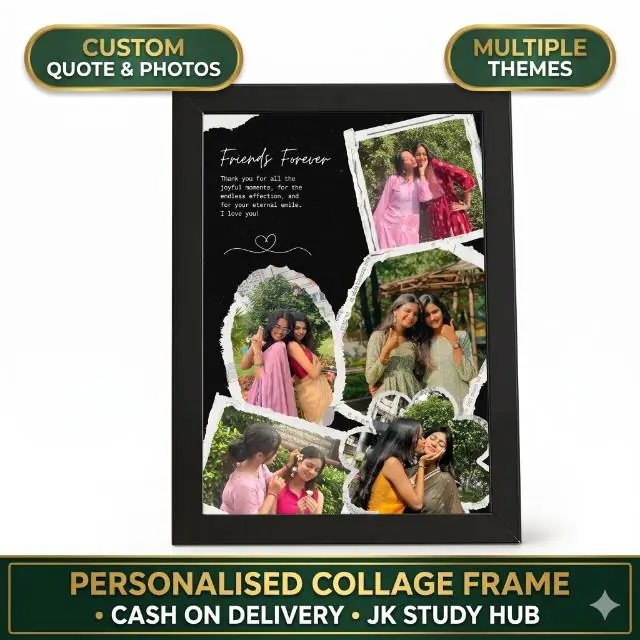 CUSTOM
QUOTE & PHOTOS
MULTIPLE
THEMES
Friends Forever
Thank you for all the
joyful moments, for the
endless effection, and
for your eternal smile.
I love you!
PERSONALISED COLLAGE FRAME
• CASH ON DELIVERY • JK STUDY HUB